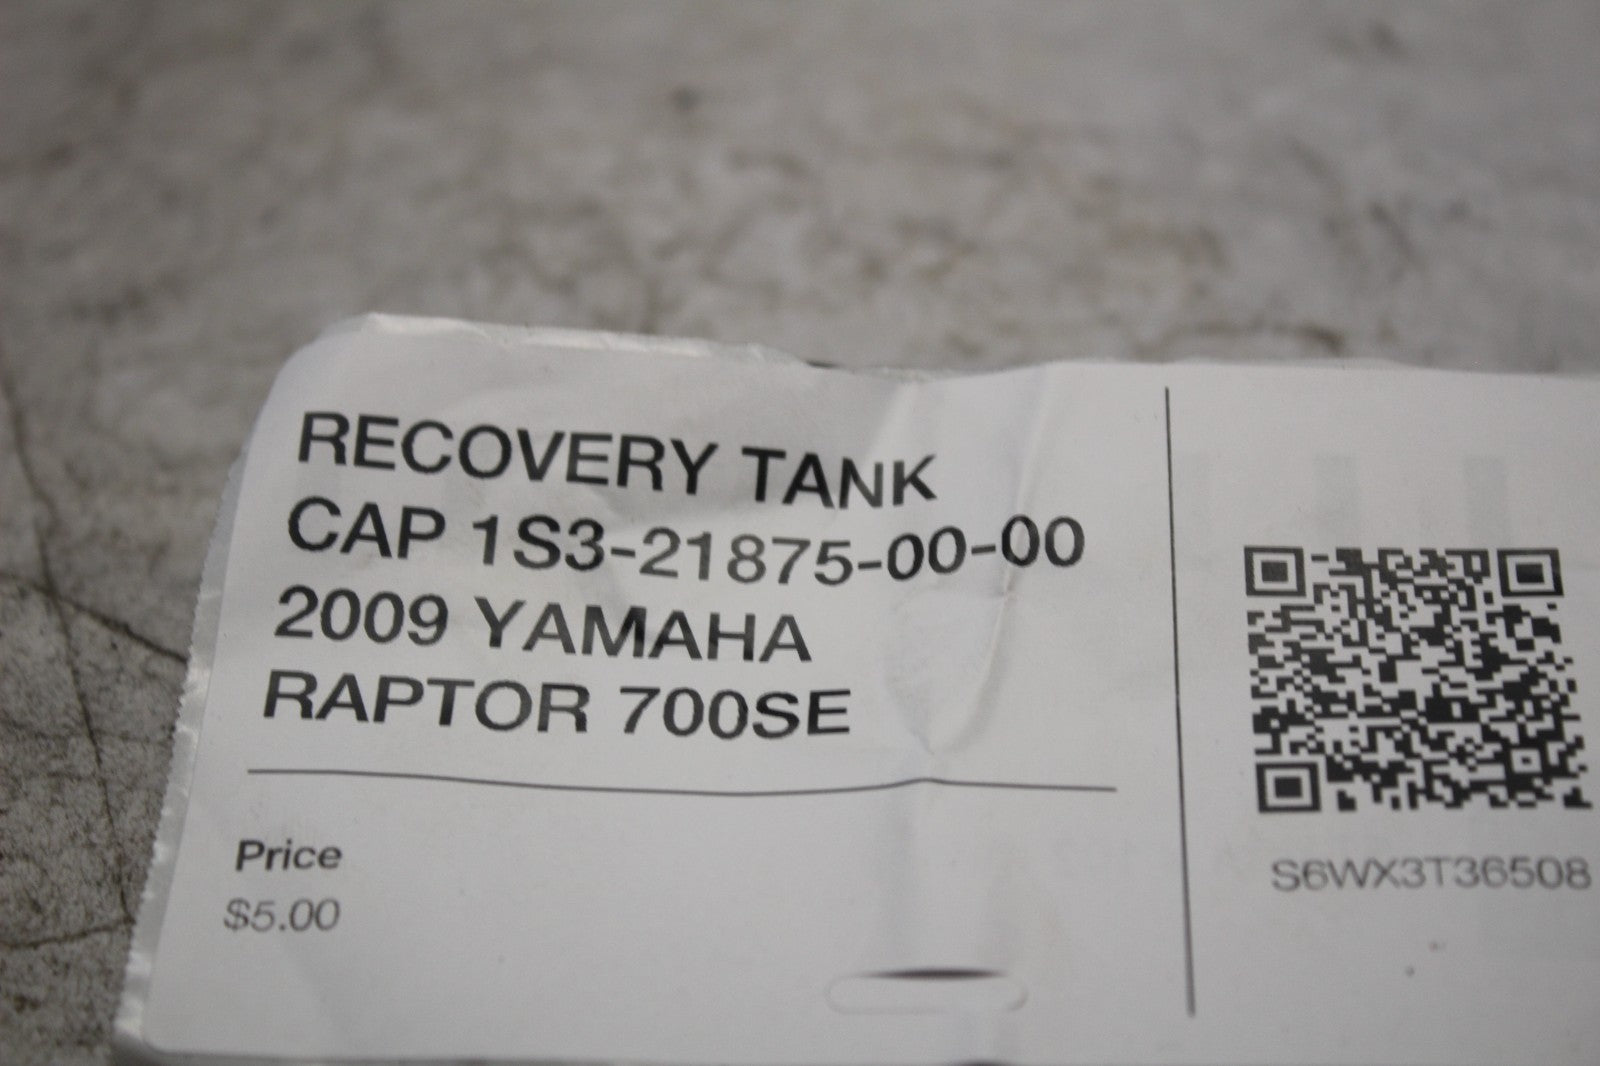 RECOVERY TANK
CAP 1S3-21875-00-00
2009 YAMAHA
RAPTOR 700SE
Price
$5.00
S6WX3T36508